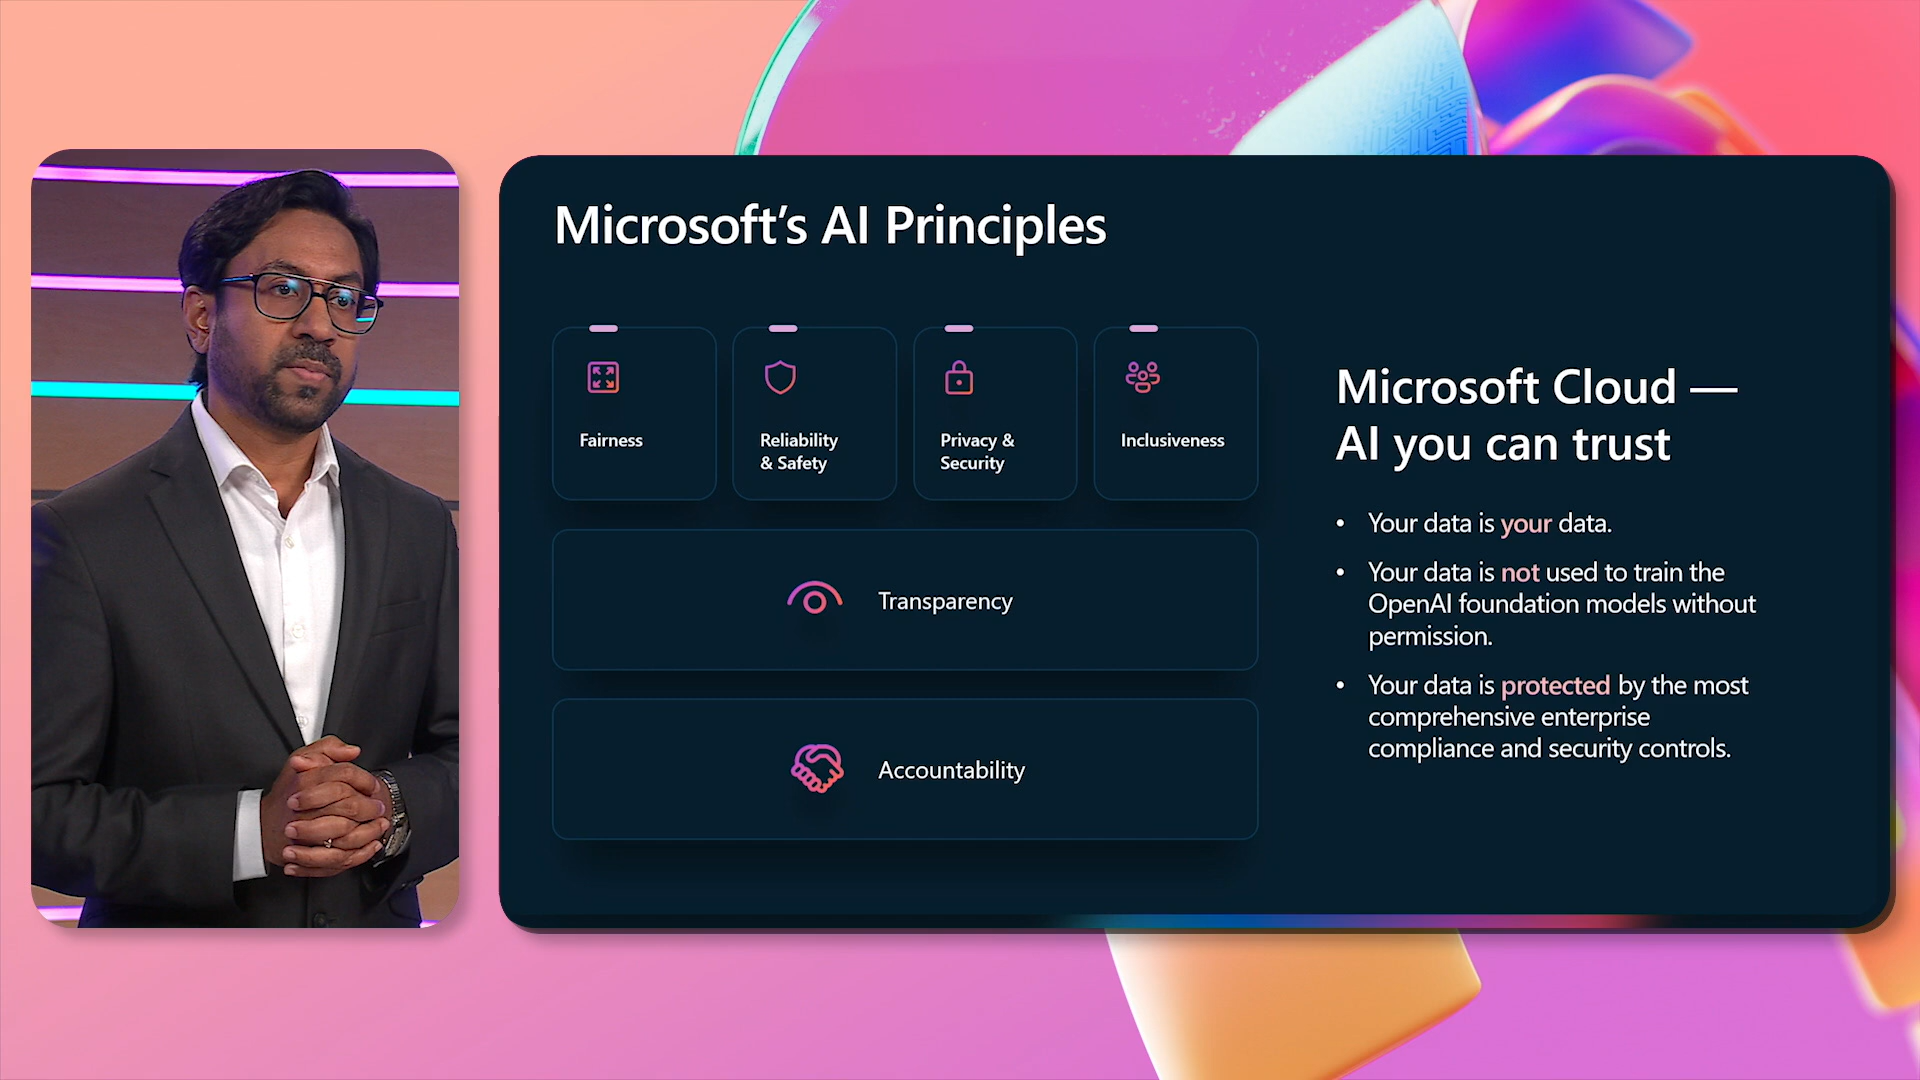 Microsoft's AI Principles
Fairness
Reliability
& Safety
Privacy &
Security
Inclusiveness
Transparency
Accountability
Microsoft Cloud —
AI you can trust
• Your data is your data.
• Your data is not used to train the
OpenAI foundation models without
permission.
• Your data is protected by the most
comprehensive enterprise
compliance and security controls.